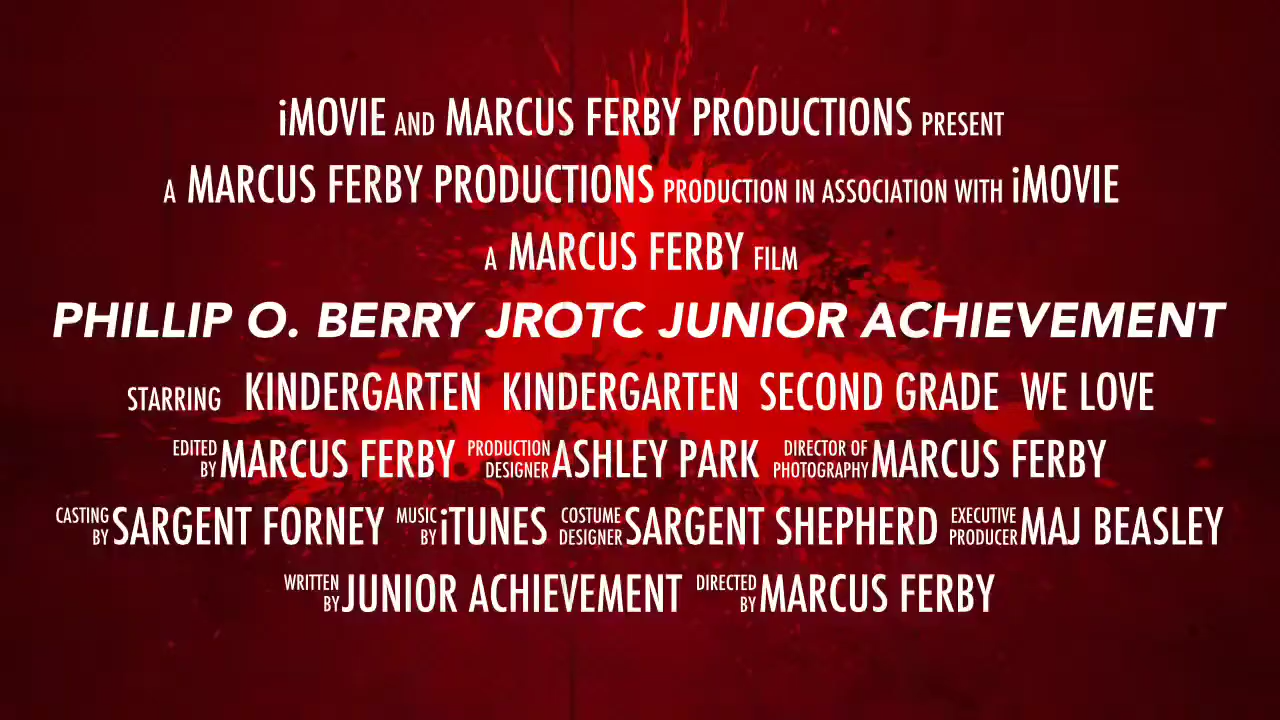 iMOVIE AND MARCUS FERBY PRODUCTIONS PRESENT
A MARCUS FERBY PRODUCTIONS PRODUCTION IN ASSOCIATION WITH iMOVIE
A MARCUS FERBY FILM
PHILLIP O. BERRY JROTC JUNIOR ACHIEVEMENT
STARRING KINDERGARTEN KINDERGARTEN SECOND GRADE WE LOVE
EDITED BY MARCUS FERBY PRODUCTION DESIGNER ASHLEY PARK DIRECTOR OF PHOTOGRAPHY MARCUS FERBY
CASTING BY SARGENT FORNEY MUSIC BY iTUNES COSTUME DESIGNER SARGENT SHEPHERD EXECUTIVE PRODUCER MAJ BEASLEY
WRITTEN BY JUNIOR ACHIEVEMENT DIRECTED BY MARCUS FERBY